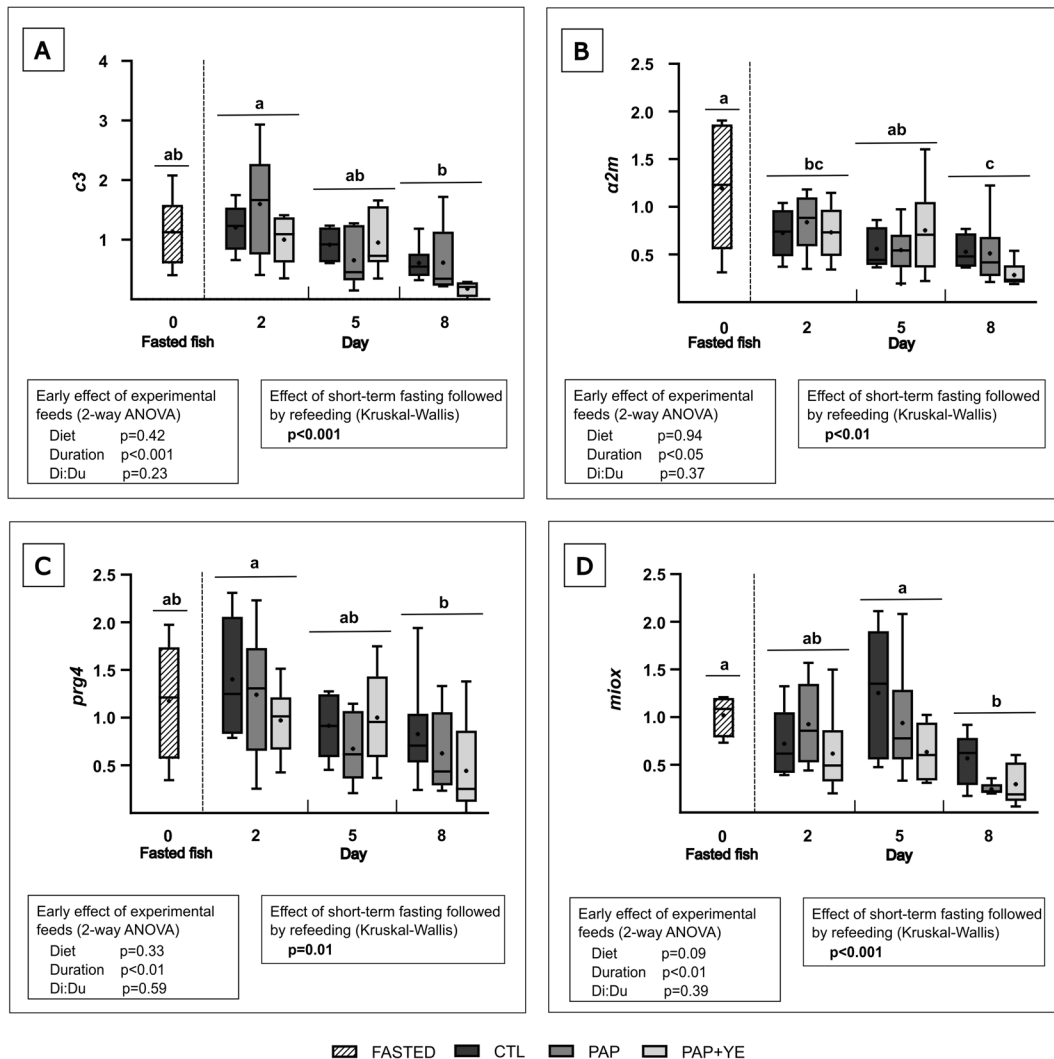 A
c3
4
3
2
1
ab
a
ab
b
0
2
5
8
Fasted fish
Day
Early effect of experimental
feeds (2-way ANOVA)
Diet p=0.42
Duration p<0.001
Di:Du p=0.23
Effect of short-term fasting followed
by refeeding (Kruskal-Wallis)
p<0.001
B
α2m
2.5
2.0
1.5
1.0
0.5
0.0
a
bc
ab
c
0
2
5
8
Fasted fish
Day
Early effect of experimental
feeds (2-way ANOVA)
Diet p=0.94
Duration p<0.05
Di:Du p=0.37
Effect of short-term fasting followed
by refeeding (Kruskal-Wallis)
p<0.01
C
prg4
2.5
2.0
1.5
1.0
0.5
ab
a
ab
b
0
2
5
8
Fasted fish
Day
Early effect of experimental
feeds (2-way ANOVA)
Diet p=0.33
Duration p<0.01
Di:Du p=0.59
Effect of short-term fasting followed
by refeeding (Kruskal-Wallis)
p=0.01
D
miox
2.5
2.0
1.5
1.0
0.5
a
ab
a
b
0
2
5
8
Fasted fish
Day
Early effect of experimental
feeds (2-way ANOVA)
Diet p=0.09
Duration p<0.01
Di:Du p=0.39
Effect of short-term fasting followed
by refeeding (Kruskal-Wallis)
p<0.001
FASTED CTL PAP PAP+YE